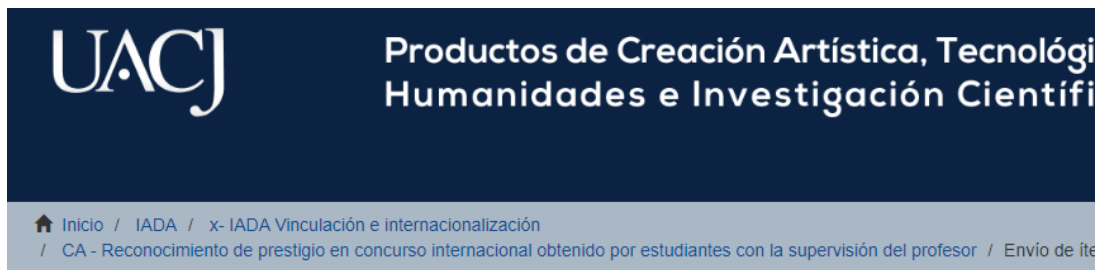 UACJ
Productos de Creación Artística, Tecnológi
Humanidades e Investigación Científi
Inicio / IADA / x- IADA Vinculación e internacionalización
/ CA - Reconocimiento de prestigio en concurso internacional obtenido por estudiantes con la supervisión del profesor / Envío de íte